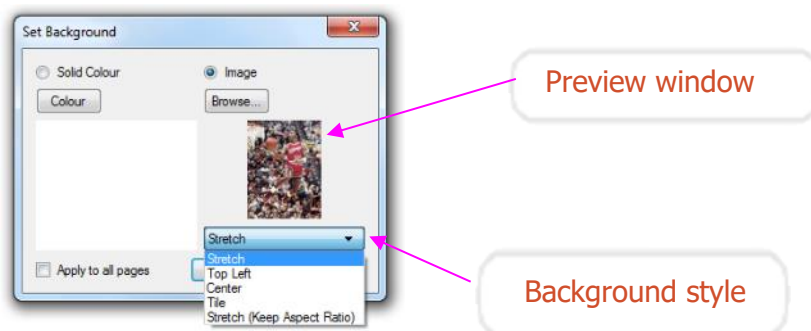 Set Background
Solid Colour
Image
Colour
Browse...
Stretch
Stretch
Top Left
Center
Tile
Stretch (Keep Aspect Ratio)
Apply to all pages
Preview window
Background style